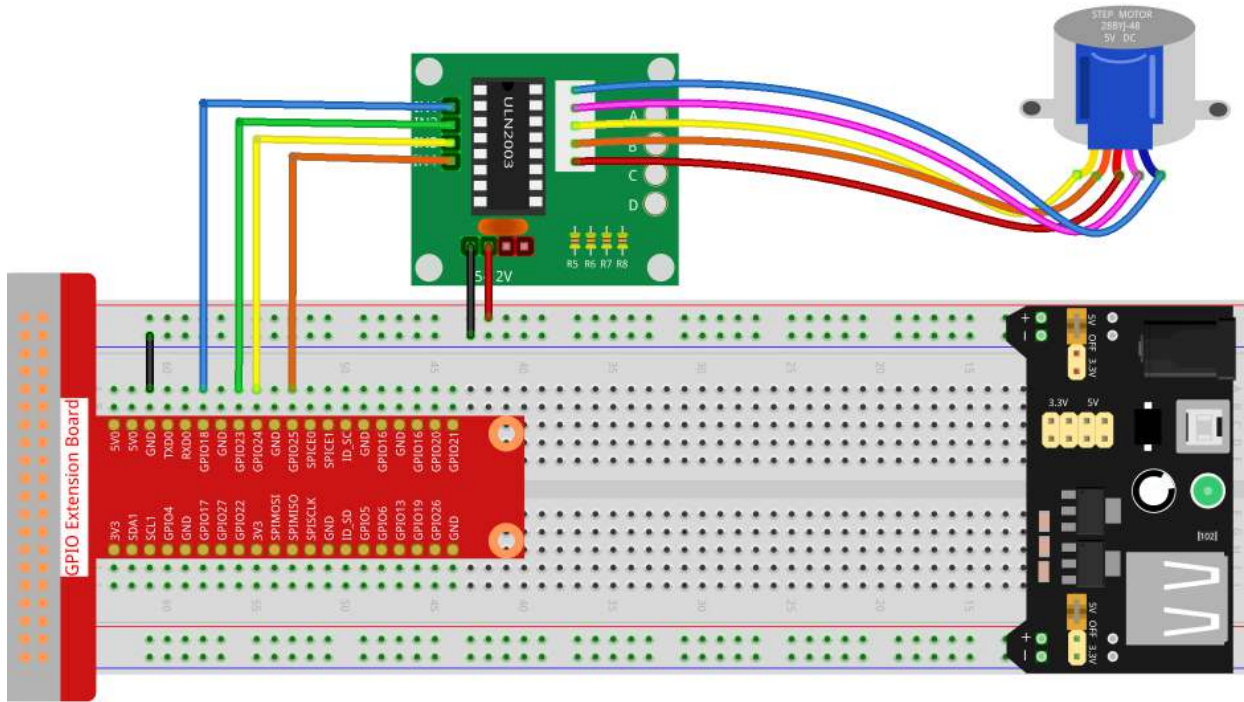 STEP MOTOR
28BYJ-48
5V DC
ULN2003
A
B
C
D
R5 R6 R7 R8
60 50 45 40 35 30 25 20 15
GPIO Extension Board
5V0 5V0 GND TXD0 RXD0 GPIO18 GND GPIO23 GPIO24 GND GPIO25 SPICE0 SPICE1 ID_SC GND GPIO16 GND GPIO16 GPIO20 GPIO21
3V3 SDA1 SCL1 GPIO4 GND GPIO17 GPIO27 GPIO22 3V3 SPIMOSI SPIMISO SPISCLK GND ID_SD GPIO5 GPIO6 GPIO13 GPIO19 GPIO26 GND
60 55 50 45 40 35 30 25 20 15
+
-
5V OFF 3.3V
3.3V 5V
[102]
+
-
5V OFF 3.3V